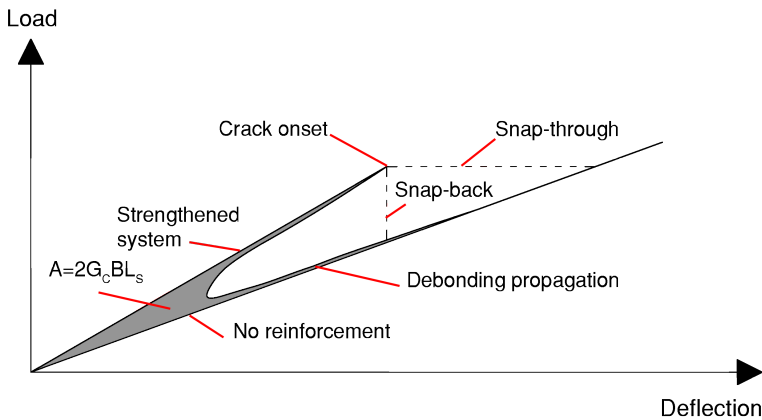 Load
Crack onset
Snap-through
Snap-back
Strengthened
system
A=2G_CBL_S
Debonding propagation
No reinforcement
Deflection